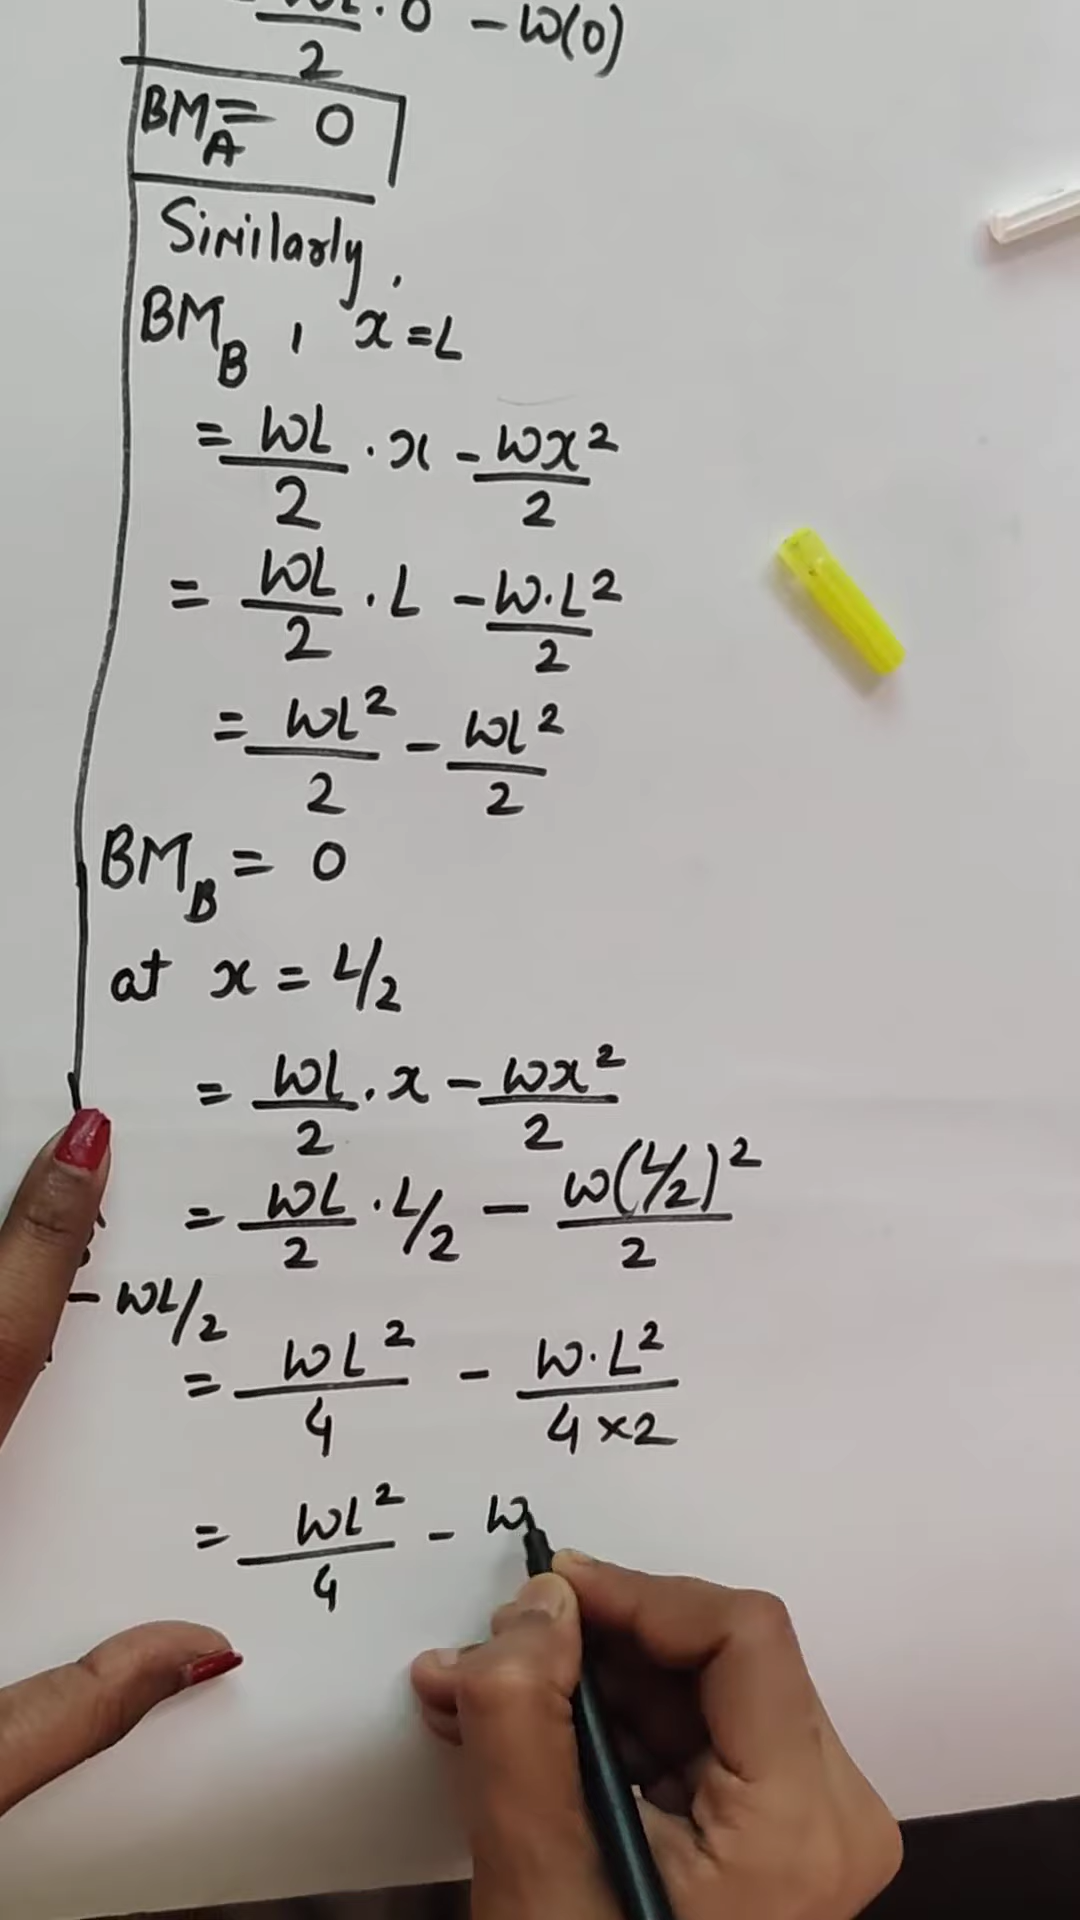 WL/2 · 0 - W(0)
BM_A = 0
Similarly,
BM_B, x = L
= WL/2 · x - Wx²/2
= WL/2 · L - W·L²/2
= WL²/2 - WL²/2
BM_B = 0
at x = L/2
= WL/2 · x - Wx²/2
= WL/2 · L/2 - W(L/2)²/2
- WL/2
= WL²/4 - W·L²/4×2
= WL²/4 - W